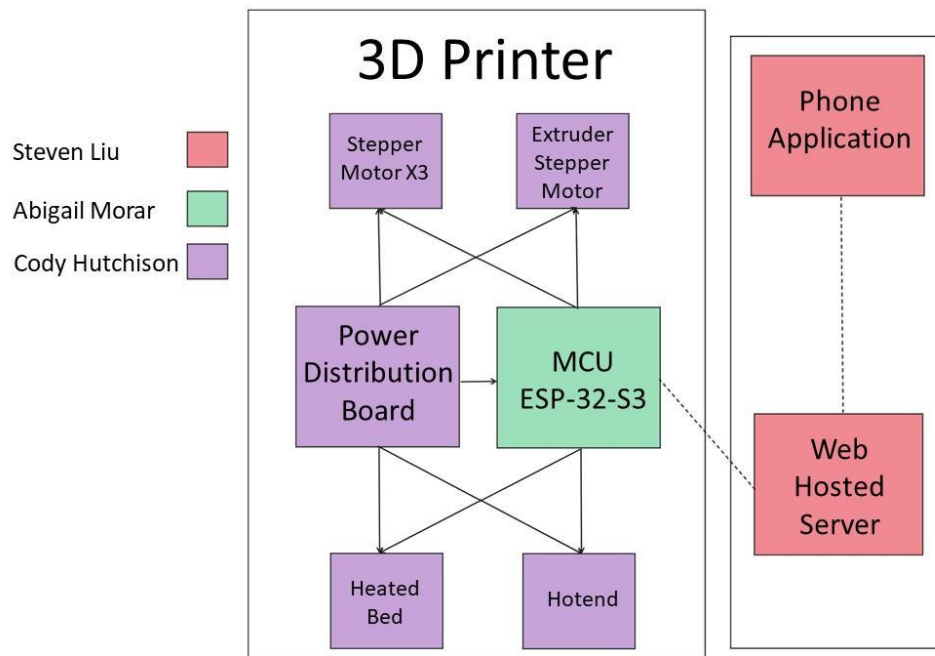 3D Printer
Steven Liu
Abigail Morar
Cody Hutchison
Stepper
Motor X3
Extruder
Stepper
Motor
Power
Distribution
Board
MCU
ESP-32-S3
Heated
Bed
Hotend
Phone
Application
Web
Hosted
Server